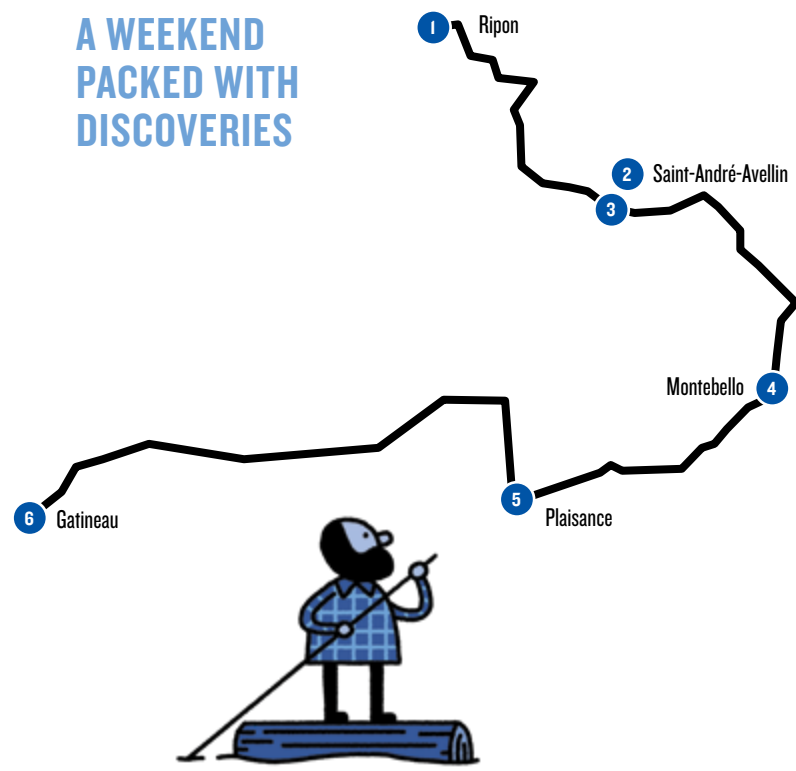 A WEEKEND
PACKED WITH
DISCOVERIES
1 Ripon
2 Saint-André-Avellin
3
Montebello 4
5
Plaisance
6 Gatineau